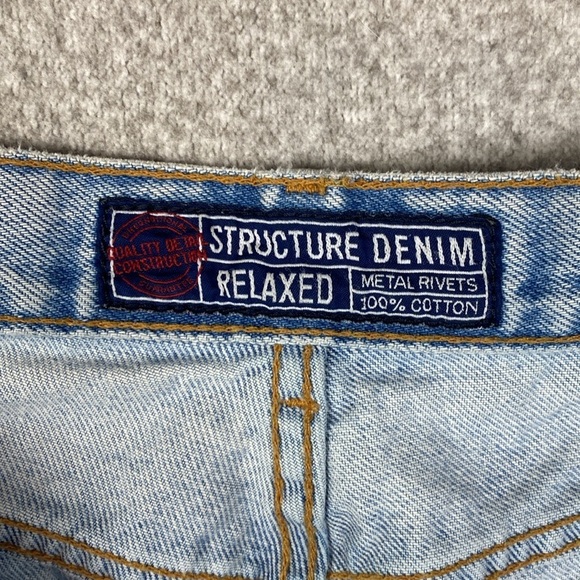 QUALITY DETAIL
CONSTRUCTION
STRUCTURE DENIM
RELAXED
METAL RIVETS
100% COTTON